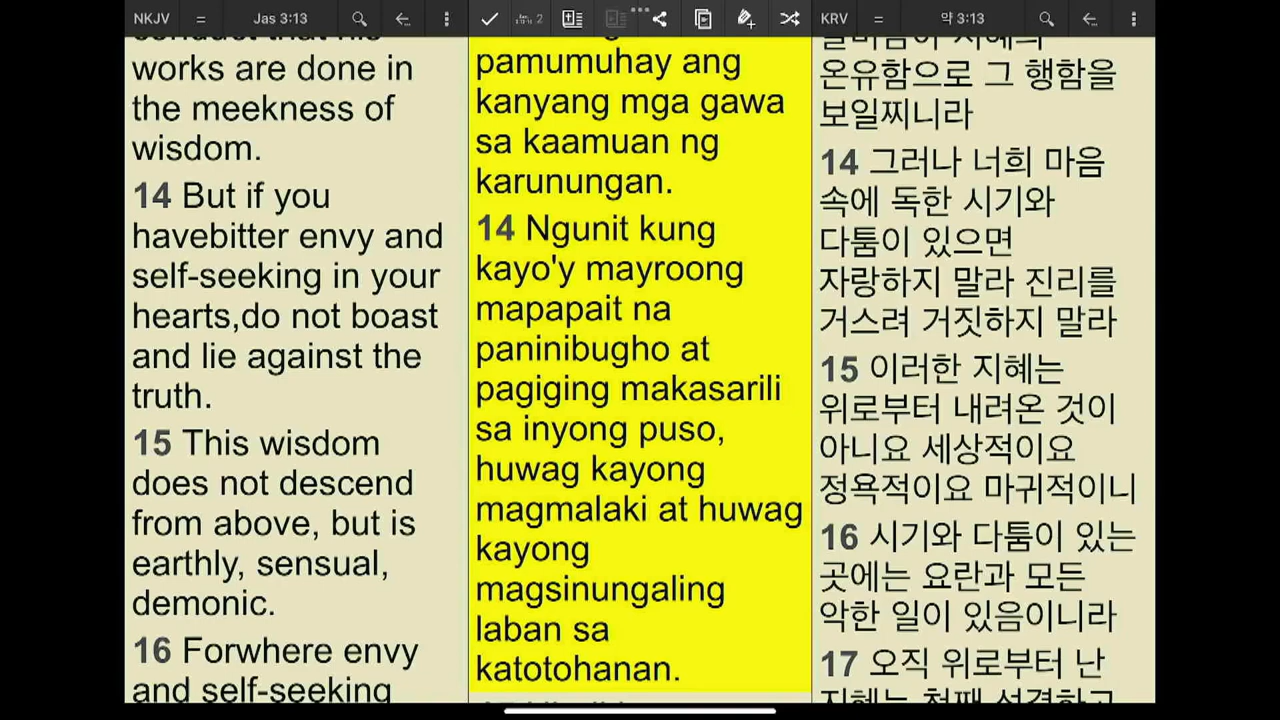 NKJV = Jas 3:13
KRV = 약 3:13
works are done in
the meekness of
wisdom.
14 But if you
havebitter envy and
self-seeking in your
hearts,do not boast
and lie against the
truth.
15 This wisdom
does not descend
from above, but is
earthly, sensual,
demonic.
16 Forwhere envy
and self-seeking
pamumuhay ang
kanyang mga gawa
sa kaamuan ng
karunungan.
14 Ngunit kung
kayo'y mayroong
mapapait na
paninibugho at
pagiging makasarili
sa inyong puso,
huwag kayong
magmalaki at huwag
kayong
magsinungaling
laban sa
katotohanan.
온유함으로 그 행함을
보일찌니라
14 그러나 너희 마음
속에 독한 시기와
다툼이 있으면
자랑하지 말라 진리를
거스려 거짓하지 말라
15 이러한 지혜는
위로부터 내려온 것이
아니요 세상적이요
정욕적이요 마귀적이니
16 시기와 다툼이 있는
곳에는 요란과 모든
악한 일이 있음이니라
17 오직 위로부터 난
지혜는 첫째 성결하고